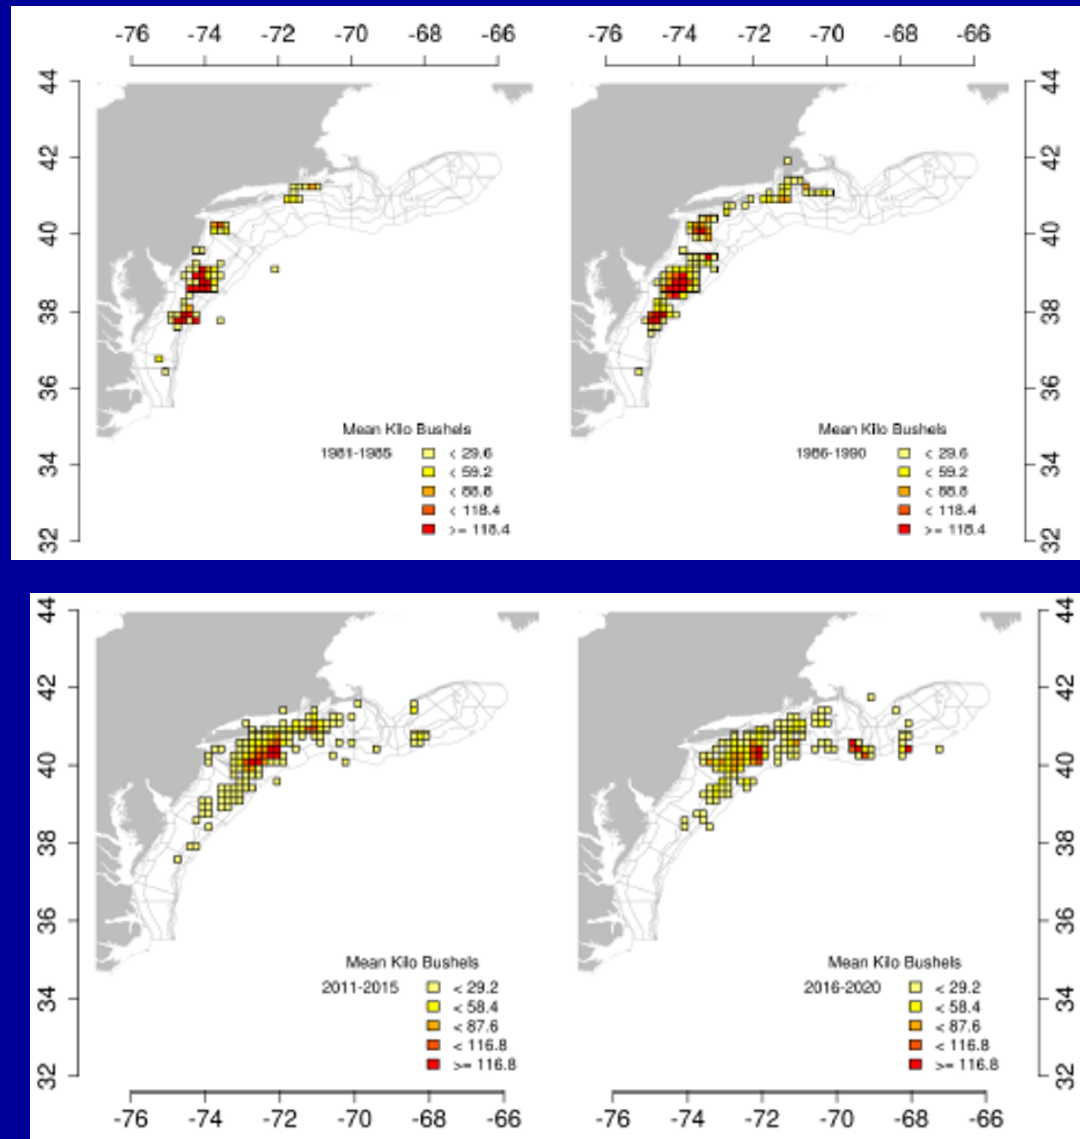 -76 -74 -72 -70 -68 -66 -76 -74 -72 -70 -68 -66
44 42 40 38 36 34 32
Mean Kilo Bushels
1981-1985
< 29.6
< 59.2
< 88.8
< 118.4
>= 118.4
Mean Kilo Bushels
1986-1990
< 29.6
< 59.2
< 88.8
< 118.4
>= 118.4
44 42 40 38 36 34 32
44 42 40 38 36 34 32
Mean Kilo Bushels
2011-2015
< 29.2
< 58.4
< 87.6
< 116.8
>= 116.8
Mean Kilo Bushels
2016-2020
< 29.2
< 58.4
< 87.6
< 116.8
>= 116.8
44 42 40 38 36 34 32
-76 -74 -72 -70 -68 -66 -76 -74 -72 -70 -68 -66